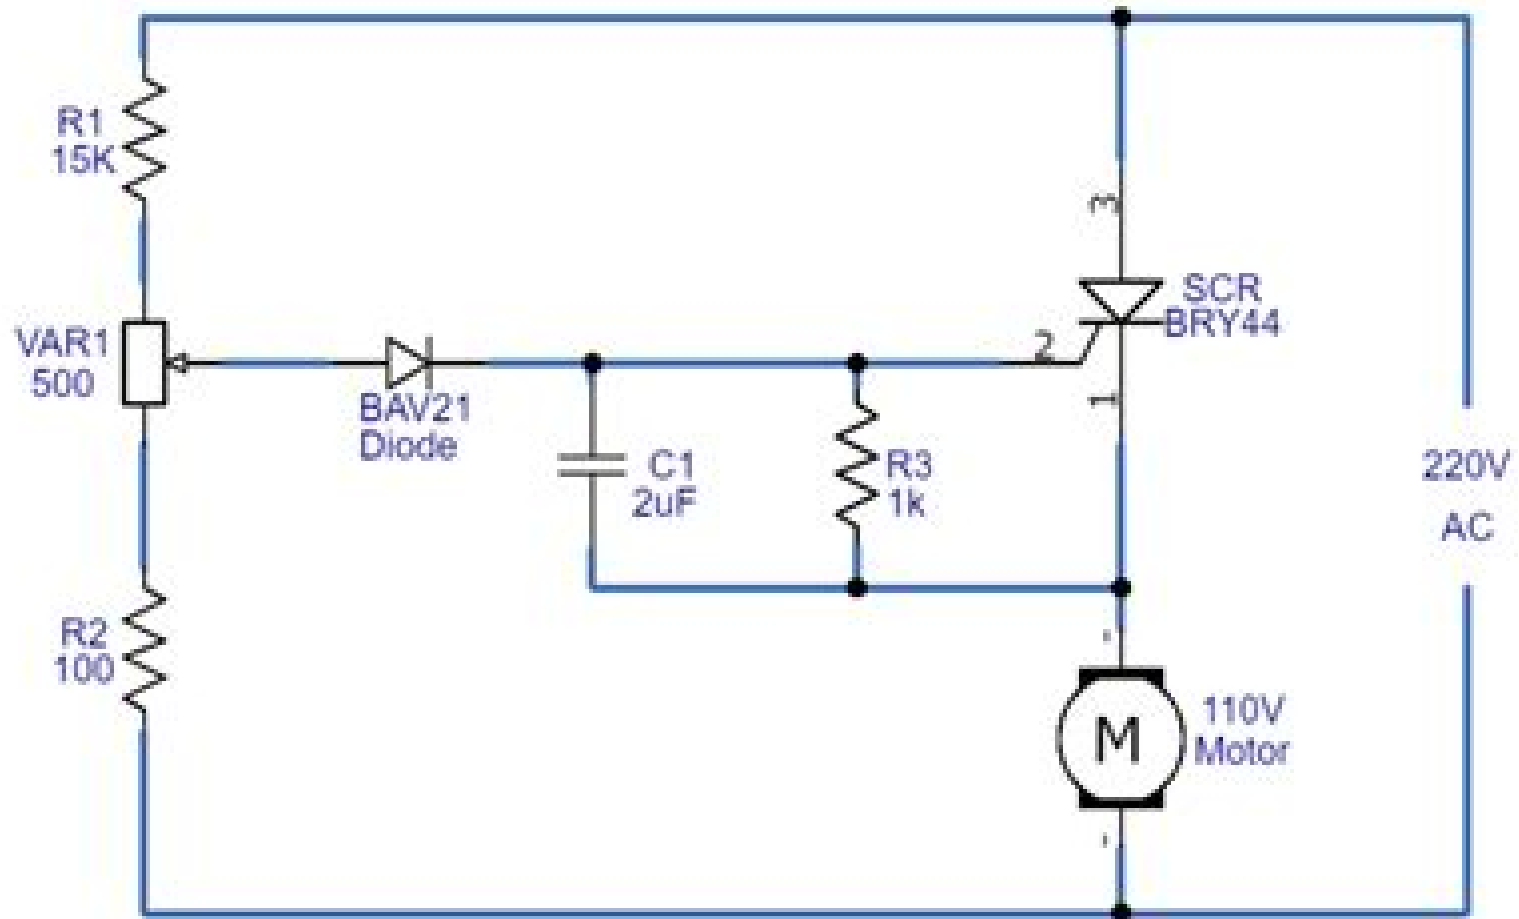 R1
15K
3
SCR
BRY44
VAR1
500
2
1
BAV21
Diode
C1
2uF
R3
1k
220V
AC
R2
100
M
110V
Motor